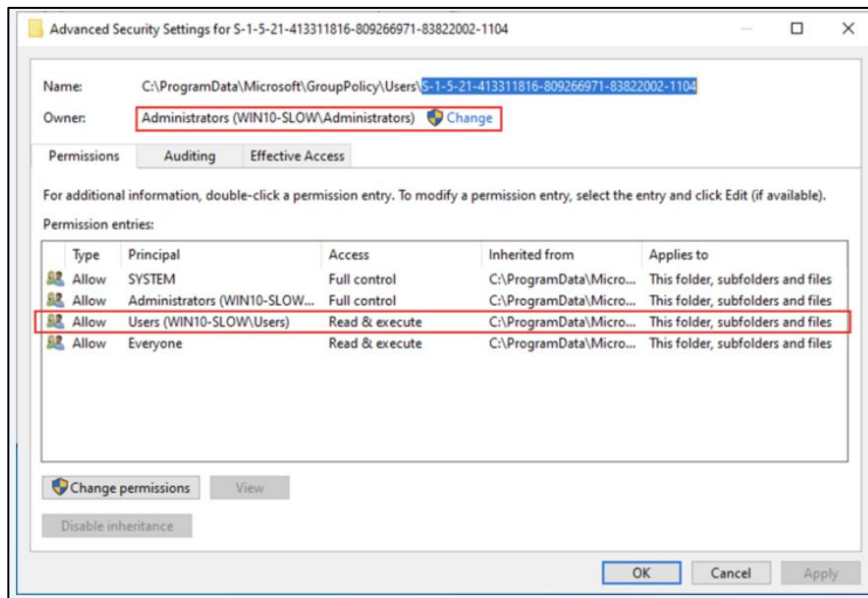 Advanced Security Settings for S-1-5-21-413311816-809266971-83822002-1104
Name: C:\ProgramData\Microsoft\GroupPolicy\Users\S-1-5-21-413311816-809266971-83822002-1104
Owner: Administrators (WIN10-SLOW\Administrators) Change
Permissions Auditing Effective Access
For additional information, double-click a permission entry. To modify a permission entry, select the entry and click Edit (if available).
Permission entries:
Type Principal Access Inherited from Applies to
Allow SYSTEM Full control C:\ProgramData\Micro... This folder, subfolders and files
Allow Administrators (WIN10-SLOW... Full control C:\ProgramData\Micro... This folder, subfolders and files
Allow Users (WIN10-SLOW\Users) Read & execute C:\ProgramData\Micro... This folder, subfolders and files
Allow Everyone Read & execute C:\ProgramData\Micro... This folder, subfolders and files
Change permissions View
Disable inheritance
OK Cancel Apply